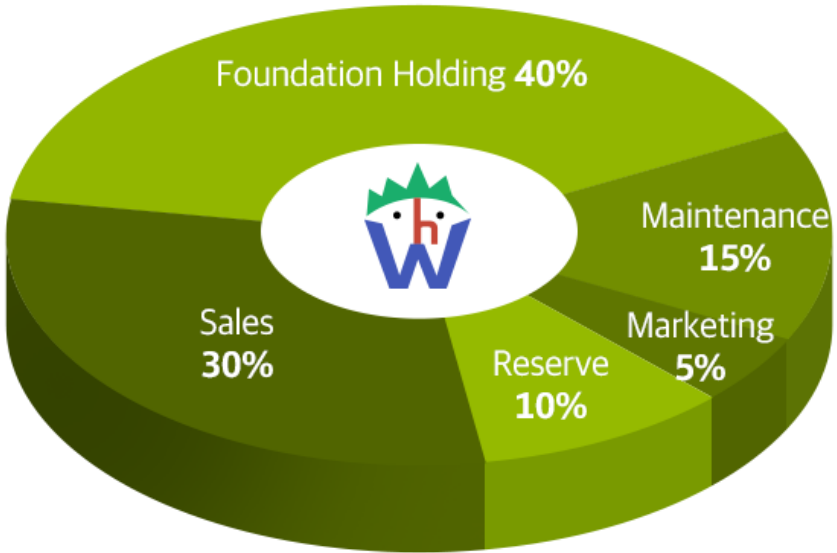 Foundation Holding 40%
Maintenance
15%
Marketing
5%
Reserve
10%
Sales
30%
W
h